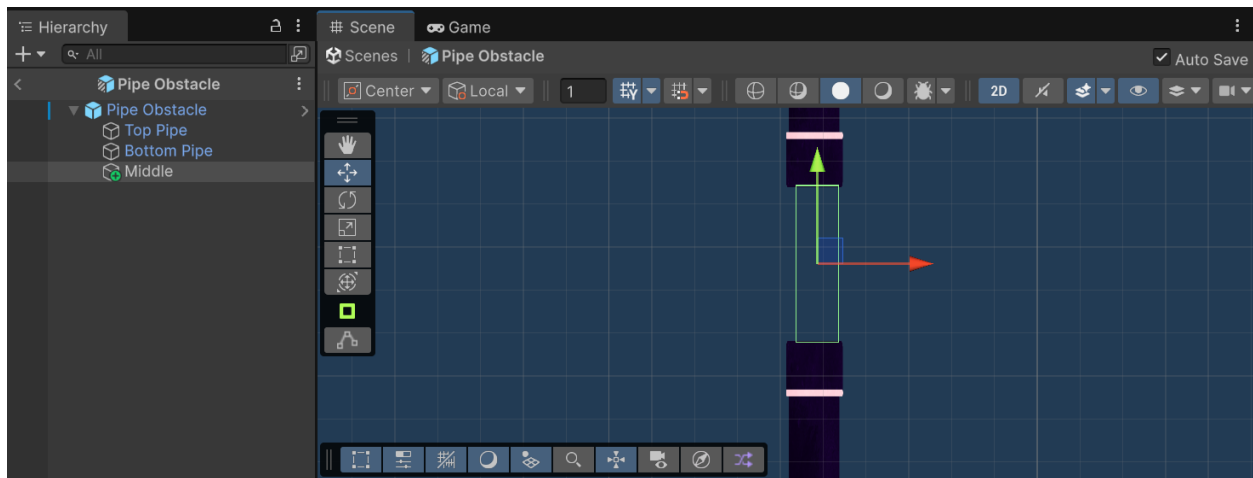 Hierarchy
All
Pipe Obstacle
Pipe Obstacle
Top Pipe
Bottom Pipe
Middle
Scene
Game
Scenes | Pipe Obstacle
Auto Save
Center
Local
1
2D